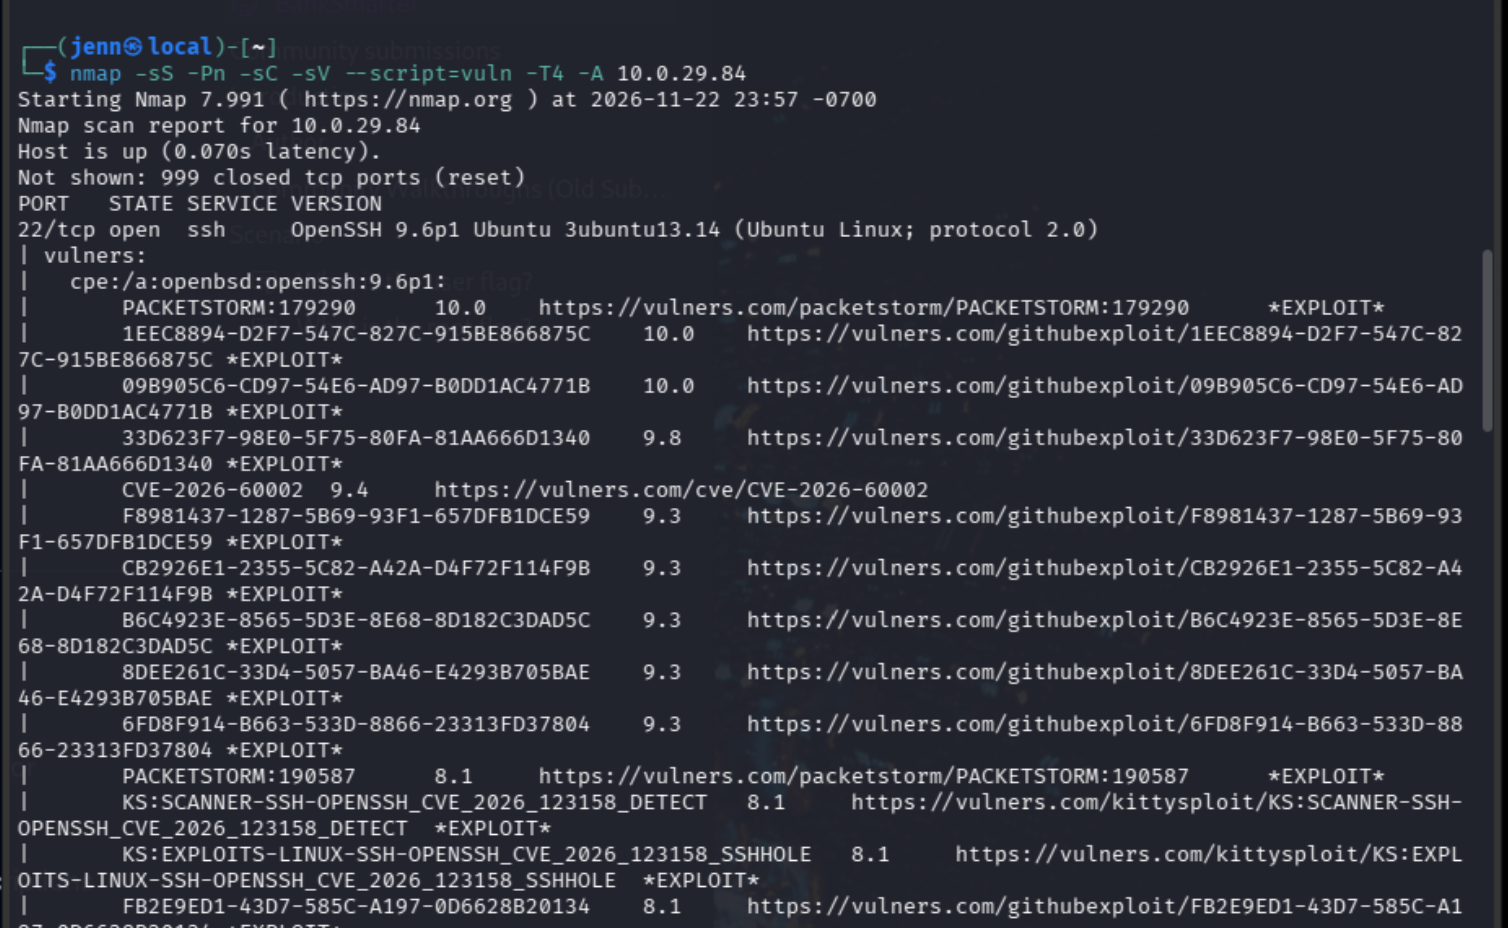 ┌──(jenn㉿local)-[~]
└─$ nmap -sS -Pn -sC -sV --script=vuln -T4 -A 10.0.29.84
Starting Nmap 7.991 ( https://nmap.org ) at 2026-11-22 23:57 -0700
Nmap scan report for 10.0.29.84
Host is up (0.070s latency).
Not shown: 999 closed tcp ports (reset)
PORT   STATE SERVICE VERSION
22/tcp open  ssh     OpenSSH 9.6p1 Ubuntu 3ubuntu13.14 (Ubuntu Linux; protocol 2.0)
| vulners:
|   cpe:/a:openbsd:openssh:9.6p1:
|       PACKETSTORM:179290      10.0    https://vulners.com/packetstorm/PACKETSTORM:179290      *EXPLOIT*
|       1EEC8894-D2F7-547C-827C-915BE866875C    10.0    https://vulners.com/githubexploit/1EEC8894-D2F7-547C-82
7C-915BE866875C *EXPLOIT*
|       09B905C6-CD97-54E6-AD97-B0DD1AC4771B    10.0    https://vulners.com/githubexploit/09B905C6-CD97-54E6-AD
97-B0DD1AC4771B *EXPLOIT*
|       33D623F7-98E0-5F75-80FA-81AA666D1340    9.8     https://vulners.com/githubexploit/33D623F7-98E0-5F75-80
FA-81AA666D1340 *EXPLOIT*
|       CVE-2026-60002  9.4     https://vulners.com/cve/CVE-2026-60002
|       F8981437-1287-5B69-93F1-657DFB1DCE59    9.3     https://vulners.com/githubexploit/F8981437-1287-5B69-93
F1-657DFB1DCE59 *EXPLOIT*
|       CB2926E1-2355-5C82-A42A-D4F72F114F9B    9.3     https://vulners.com/githubexploit/CB2926E1-2355-5C82-A4
2A-D4F72F114F9B *EXPLOIT*
|       B6C4923E-8565-5D3E-8E68-8D182C3DAD5C    9.3     https://vulners.com/githubexploit/B6C4923E-8565-5D3E-8E
68-8D182C3DAD5C *EXPLOIT*
|       8DEE261C-33D4-5057-BA46-E4293B705BAE    9.3     https://vulners.com/githubexploit/8DEE261C-33D4-5057-BA
46-E4293B705BAE *EXPLOIT*
|       6FD8F914-B663-533D-8866-23313FD37804    9.3     https://vulners.com/githubexploit/6FD8F914-B663-533D-88
66-23313FD37804 *EXPLOIT*
|       PACKETSTORM:190587      8.1     https://vulners.com/packetstorm/PACKETSTORM:190587      *EXPLOIT*
|       KS:SCANNER-SSH-OPENSSH_CVE_2026_123158_DETECT   8.1     https://vulners.com/kittysploit/KS:SCANNER-SSH-
OPENSSH_CVE_2026_123158_DETECT  *EXPLOIT*
|       KS:EXPLOITS-LINUX-SSH-OPENSSH_CVE_2026_123158_SSHHOLE   8.1     https://vulners.com/kittysploit/KS:EXPL
OITS-LINUX-SSH-OPENSSH_CVE_2026_123158_SSHHOLE  *EXPLOIT*
|       FB2E9ED1-43D7-585C-A197-0D6628B20134    8.1     https://vulners.com/githubexploit/FB2E9ED1-43D7-585C-A1